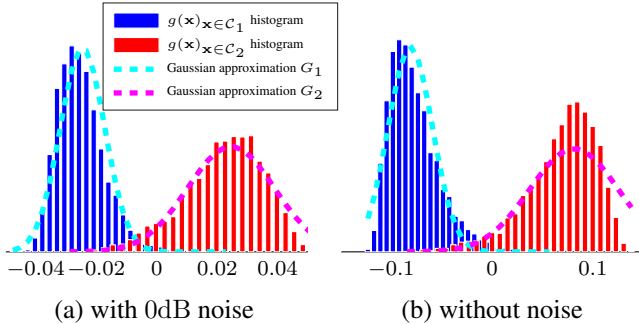 g(x)x∈C1 histogram
g(x)x∈C2 histogram
Gaussian approximation G1
Gaussian approximation G2
−0.04 −0.02 0 0.02 0.04
−0.1 0 0.1
(a) with 0dB noise
(b) without noise